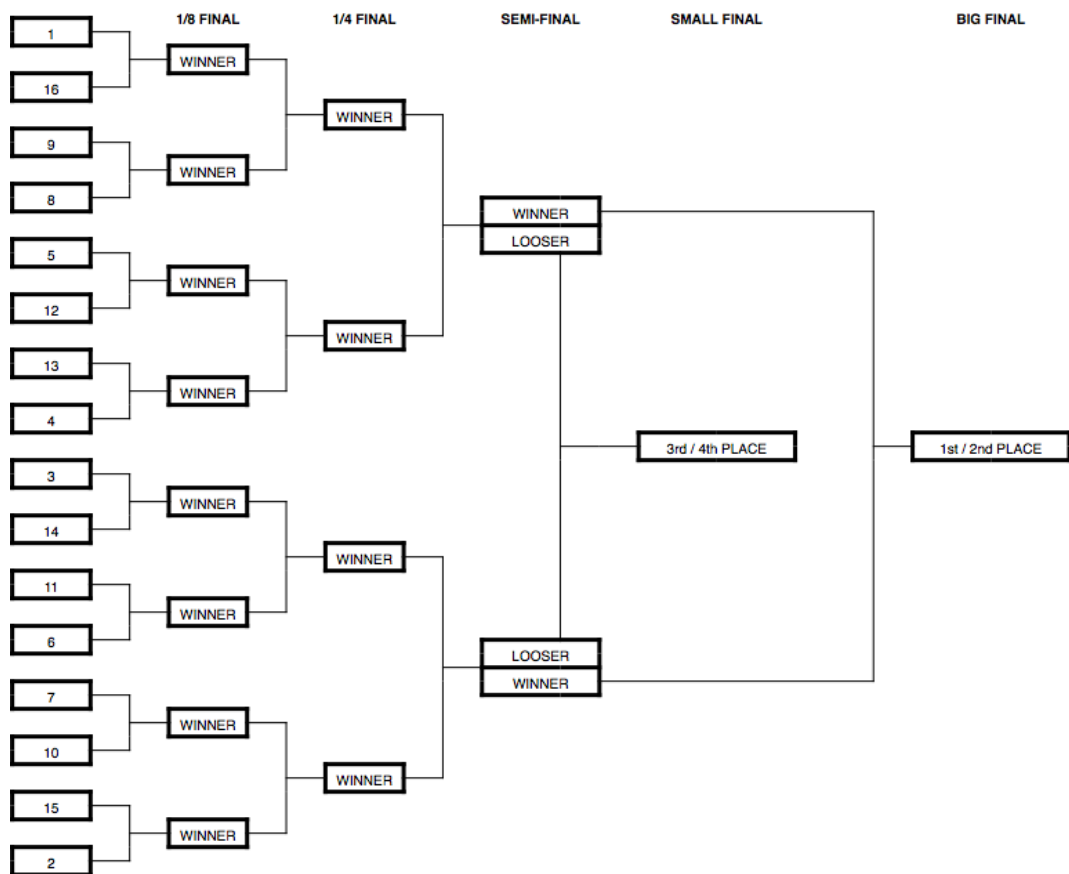 1/8 FINAL
1/4 FINAL
SEMI-FINAL
SMALL FINAL
BIG FINAL
1
WINNER
16
WINNER
9
WINNER
8
WINNER
LOOSER
5
WINNER
12
WINNER
13
WINNER
4
3rd / 4th PLACE
1st / 2nd PLACE
3
WINNER
14
WINNER
11
WINNER
6
LOOSER
WINNER
7
WINNER
10
WINNER
15
WINNER
2